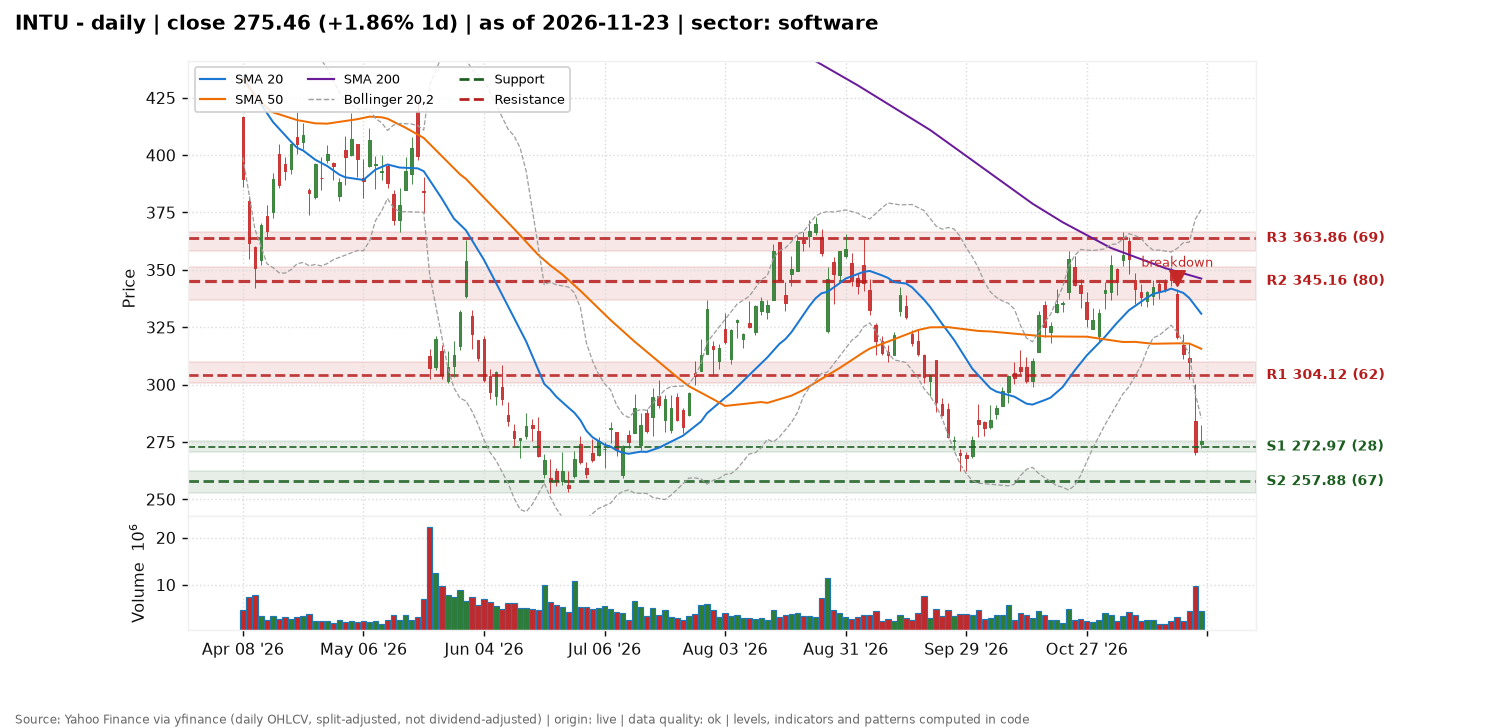 INTU - daily | close 275.46 (+1.86% 1d) | as of 2026-11-23 | sector: software
SMA 20
SMA 50
SMA 200
Bollinger 20,2
Support
Resistance
Price
425
400
375
350
325
300
275
250
breakdown
R3 363.86 (69)
R2 345.16 (80)
R1 304.12 (62)
S1 272.97 (28)
S2 257.88 (67)
Volume 10⁶
20
10
Apr 08 '26
May 06 '26
Jun 04 '26
Jul 06 '26
Aug 03 '26
Aug 31 '26
Sep 29 '26
Oct 27 '26
Source: Yahoo Finance via yfinance (daily OHLCV, split-adjusted, not dividend-adjusted) | origin: live | data quality: ok | levels, indicators and patterns computed in code